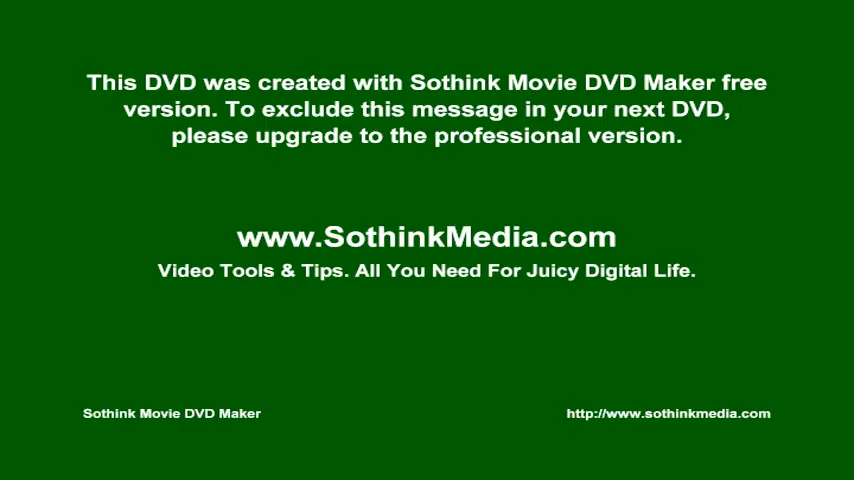 This DVD was created with Sothink Movie DVD Maker free
version. To exclude this message in your next DVD,
please upgrade to the professional version.
www.SothinkMedia.com
Video Tools & Tips. All You Need For Juicy Digital Life.
Sothink Movie DVD Maker
http://www.sothinkmedia.com